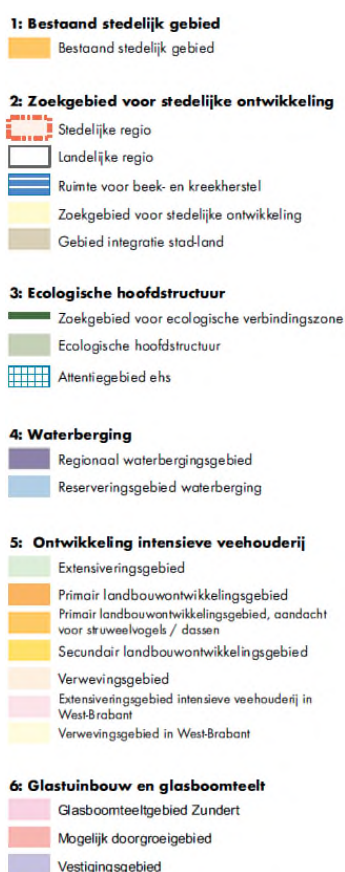 1: Bestaand stedelijk gebied
Bestaand stedelijk gebied
2: Zoekgebied voor stedelijke ontwikkeling
Stedelijke regio
Landelijke regio
Ruimte voor beek- en kreekherstel
Zoekgebied voor stedelijke ontwikkeling
Gebied integratie stad-land
3: Ecologische hoofdstructuur
Zoekgebied voor ecologische verbindingszone
Ecologische hoofdstructuur
Attentiegebied ehs
4: Waterberging
Regionaal waterbergingsgebied
Reserveringsgebied waterberging
5: Ontwikkeling intensieve veehouderij
Extensiveringsgebied
Primair landbouwontwikkelingsgebied
Primair landbouwontwikkelingsgebied, aandacht
voor struweelvogels / dassen
Secundair landbouwontwikkelingsgebied
Verwevingsgebied
Extensiveringsgebied intensieve veehouderij in
West-Brabant
Verwevingsgebied in West-Brabant
6: Glastuinbouw en glasboomteelt
Glasboomteeltgebied Zundert
Mogelijk doorgroeigebied
Vestigingsgebied